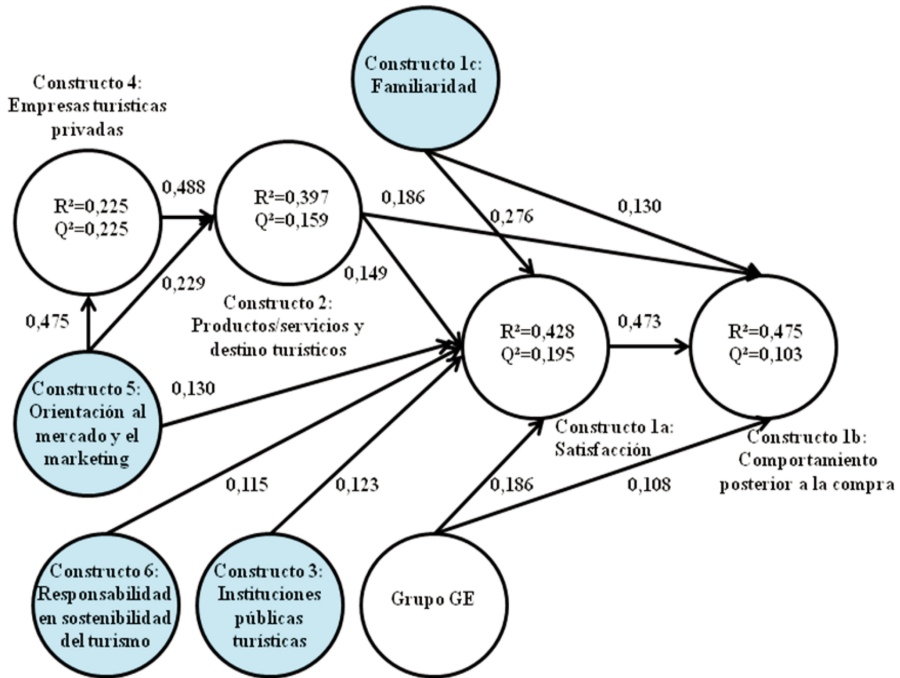 Constructo 1c:
Familiaridad
Constructo 4:
Empresas turísticas
privadas
R²=0,225
Q²=0,225
0,488
R²=0,397
Q²=0,159
0,186
0,276
0,130
0,475
0,229
0,149
Constructo 2:
Productos/servicios y
destino turísticos
R²=0,428
Q²=0,195
0,473
R²=0,475
Q²=0,103
Constructo 5:
Orientación al
mercado y el
marketing
0,130
Constructo 1a:
Satisfacción
Constructo 1b:
Comportamiento
posterior a la compra
0,115
0,123
0,186
0,108
Constructo 6:
Responsabilidad
en sostenibilidad
del turismo
Constructo 3:
Instituciones
públicas
turísticas
Grupo GE